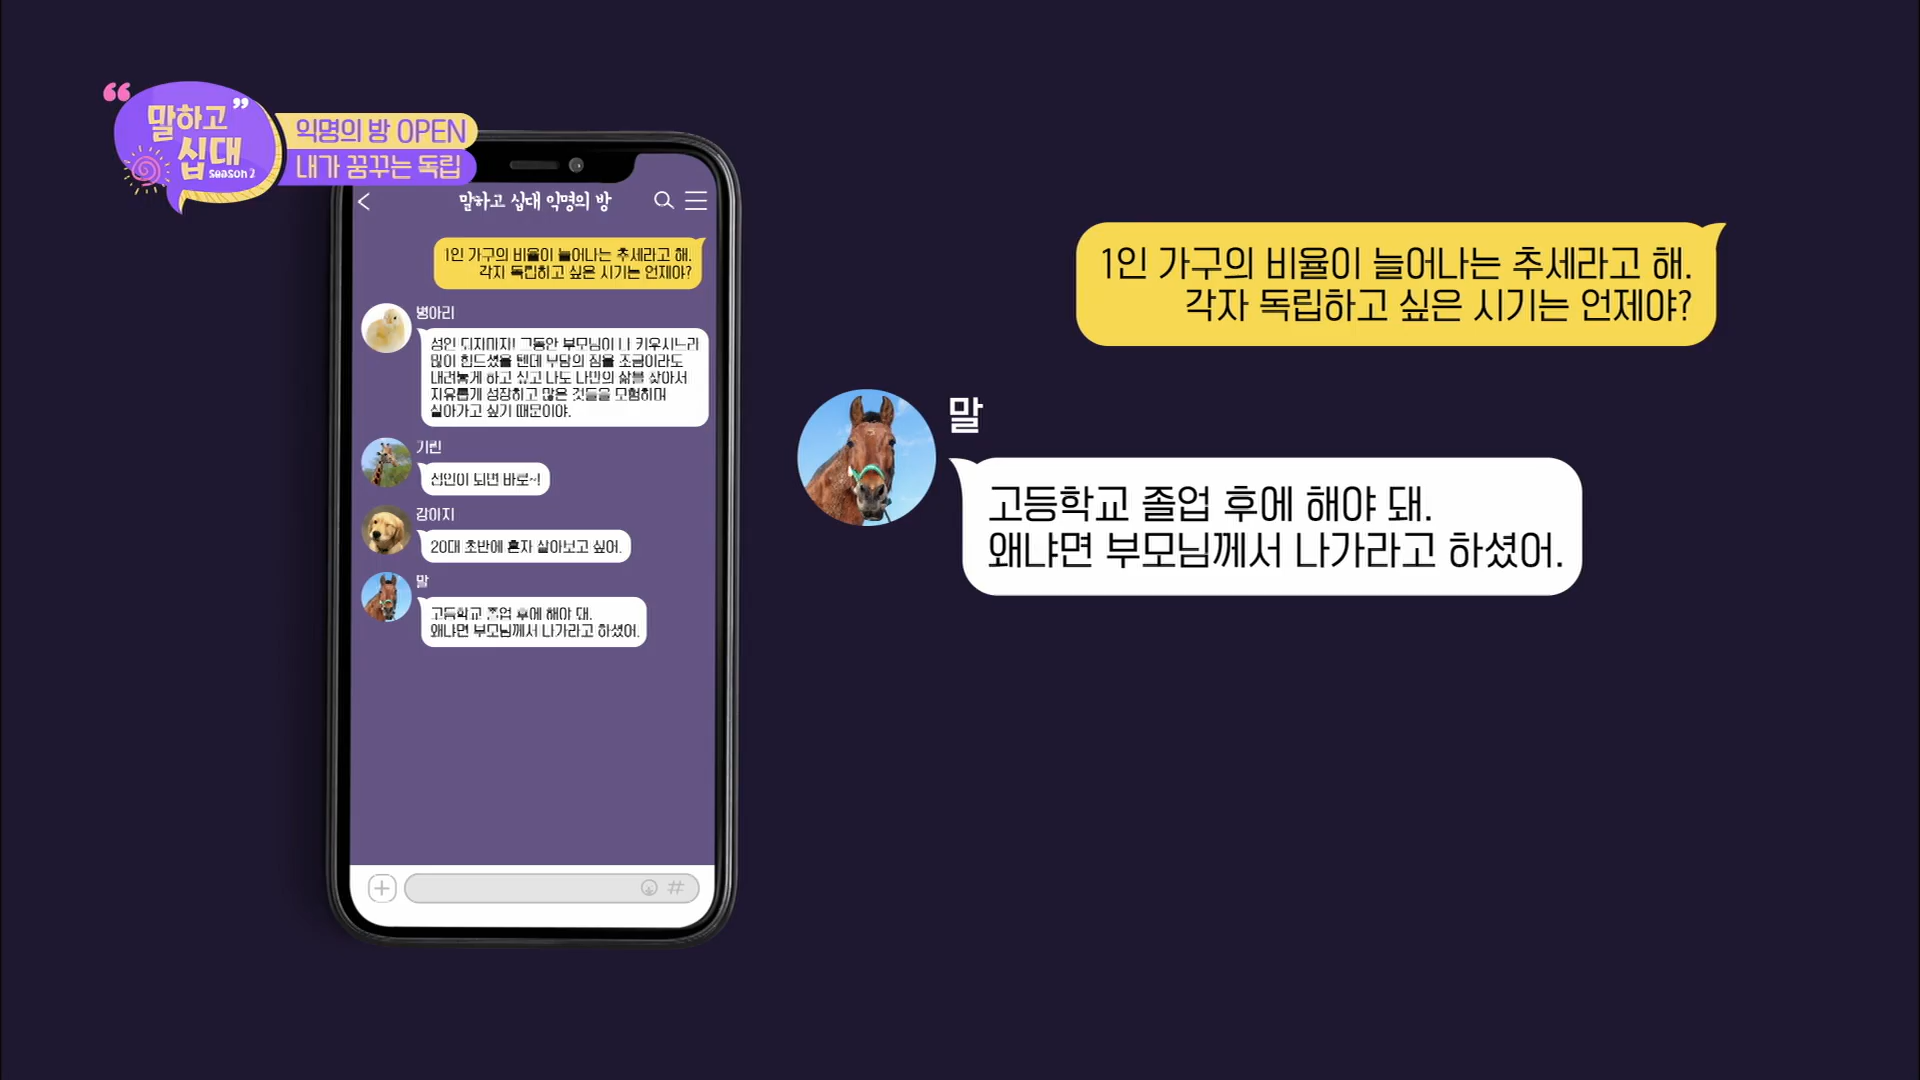 말하고
십대
season 2
익명의 방 OPEN
내가 꿈꾸는 독립
말하고 십대 익명의 방
1인 가구의 비율이 늘어나는 추세라고 해.
각자 독립하고 싶은 시기는 언제야?
병아리
성인 되자마자! 그동안 부모님이 나 키우시느라
많이 힘드셨을 텐데 부담의 짐을 조금이라도
내려놓게 하고 싶고 나도 나만의 삶을 찾아서
자유롭게 성장하고 많은 것들을 모험하며
살아가고 싶기 때문이야.
기린
성인이 되면 바로~!
강아지
20대 초반에 혼자 살아보고 싶어.
말
고등학교 졸업 후에 해야 돼.
왜냐면 부모님께서 나가라고 하셨어.
1인 가구의 비율이 늘어나는 추세라고 해.
각자 독립하고 싶은 시기는 언제야?
말
고등학교 졸업 후에 해야 돼.
왜냐면 부모님께서 나가라고 하셨어.